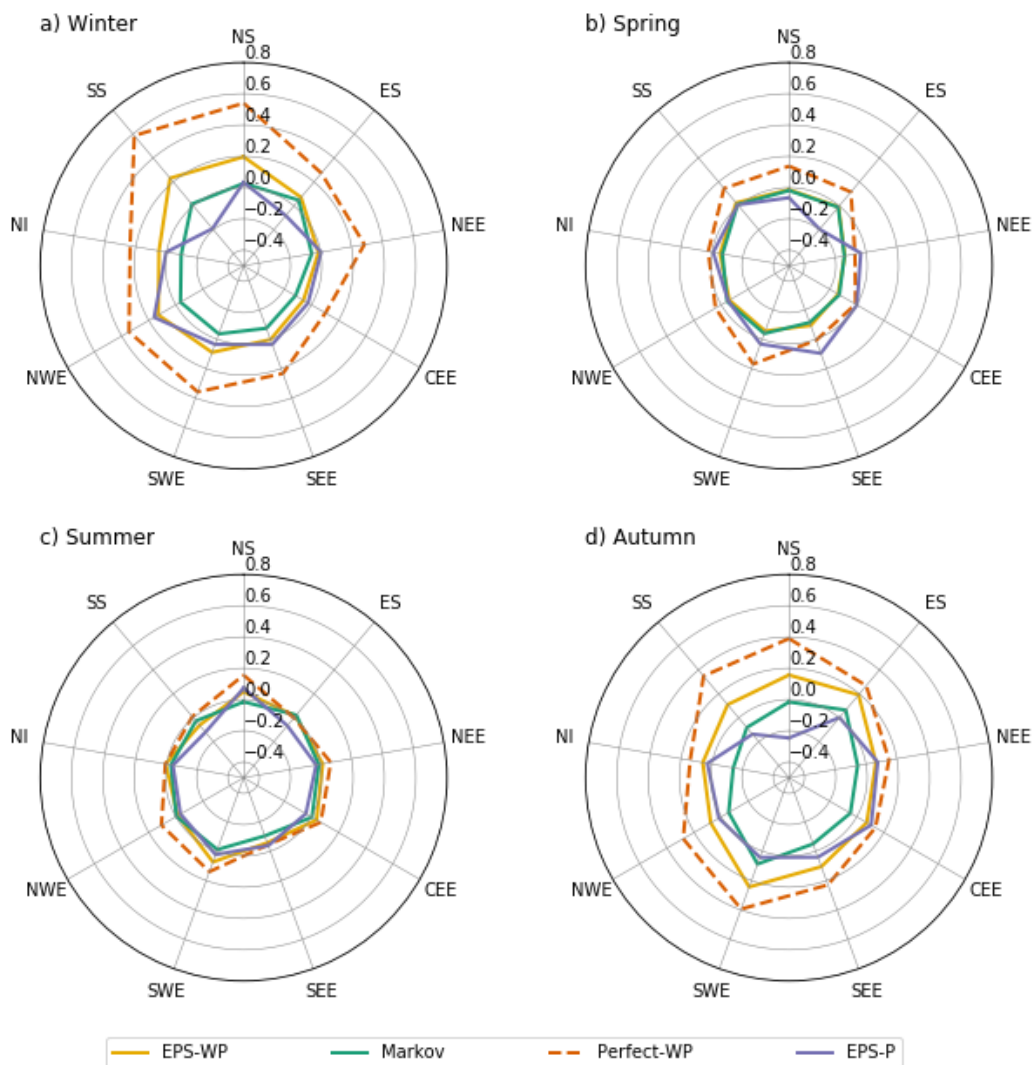 a) Winter
NS
0.8
0.6
0.4
0.2
0.0
−0.2
−0.4
ES
NEE
CEE
SEE
SWE
NWE
NI
SS
b) Spring
NS
0.8
0.6
0.4
0.2
0.0
−0.2
−0.4
ES
NEE
CEE
SEE
SWE
NWE
NI
SS
c) Summer
NS
0.8
0.6
0.4
0.2
0.0
−0.2
−0.4
ES
NEE
CEE
SEE
SWE
NWE
NI
SS
d) Autumn
NS
0.8
0.6
0.4
0.2
0.0
−0.2
−0.4
ES
NEE
CEE
SEE
SWE
NWE
NI
SS
EPS-WP Markov Perfect-WP EPS-P